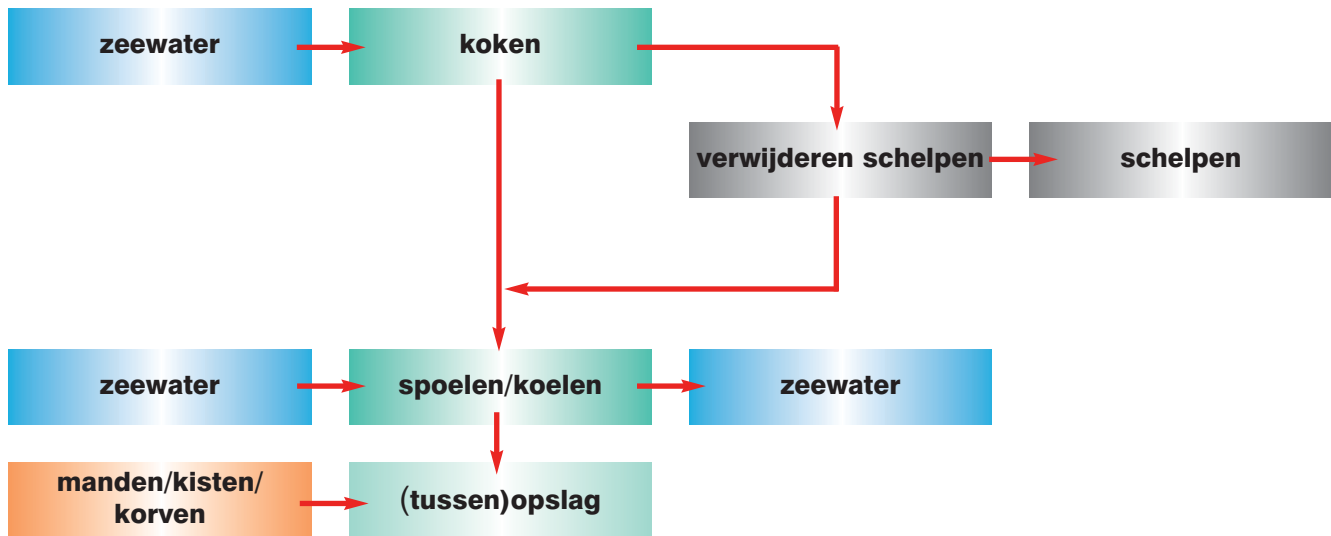 zeewater
koken
verwijderen schelpen
schelpen
zeewater
spoelen/koelen
zeewater
manden/kisten/
korven
(tussen)opslag